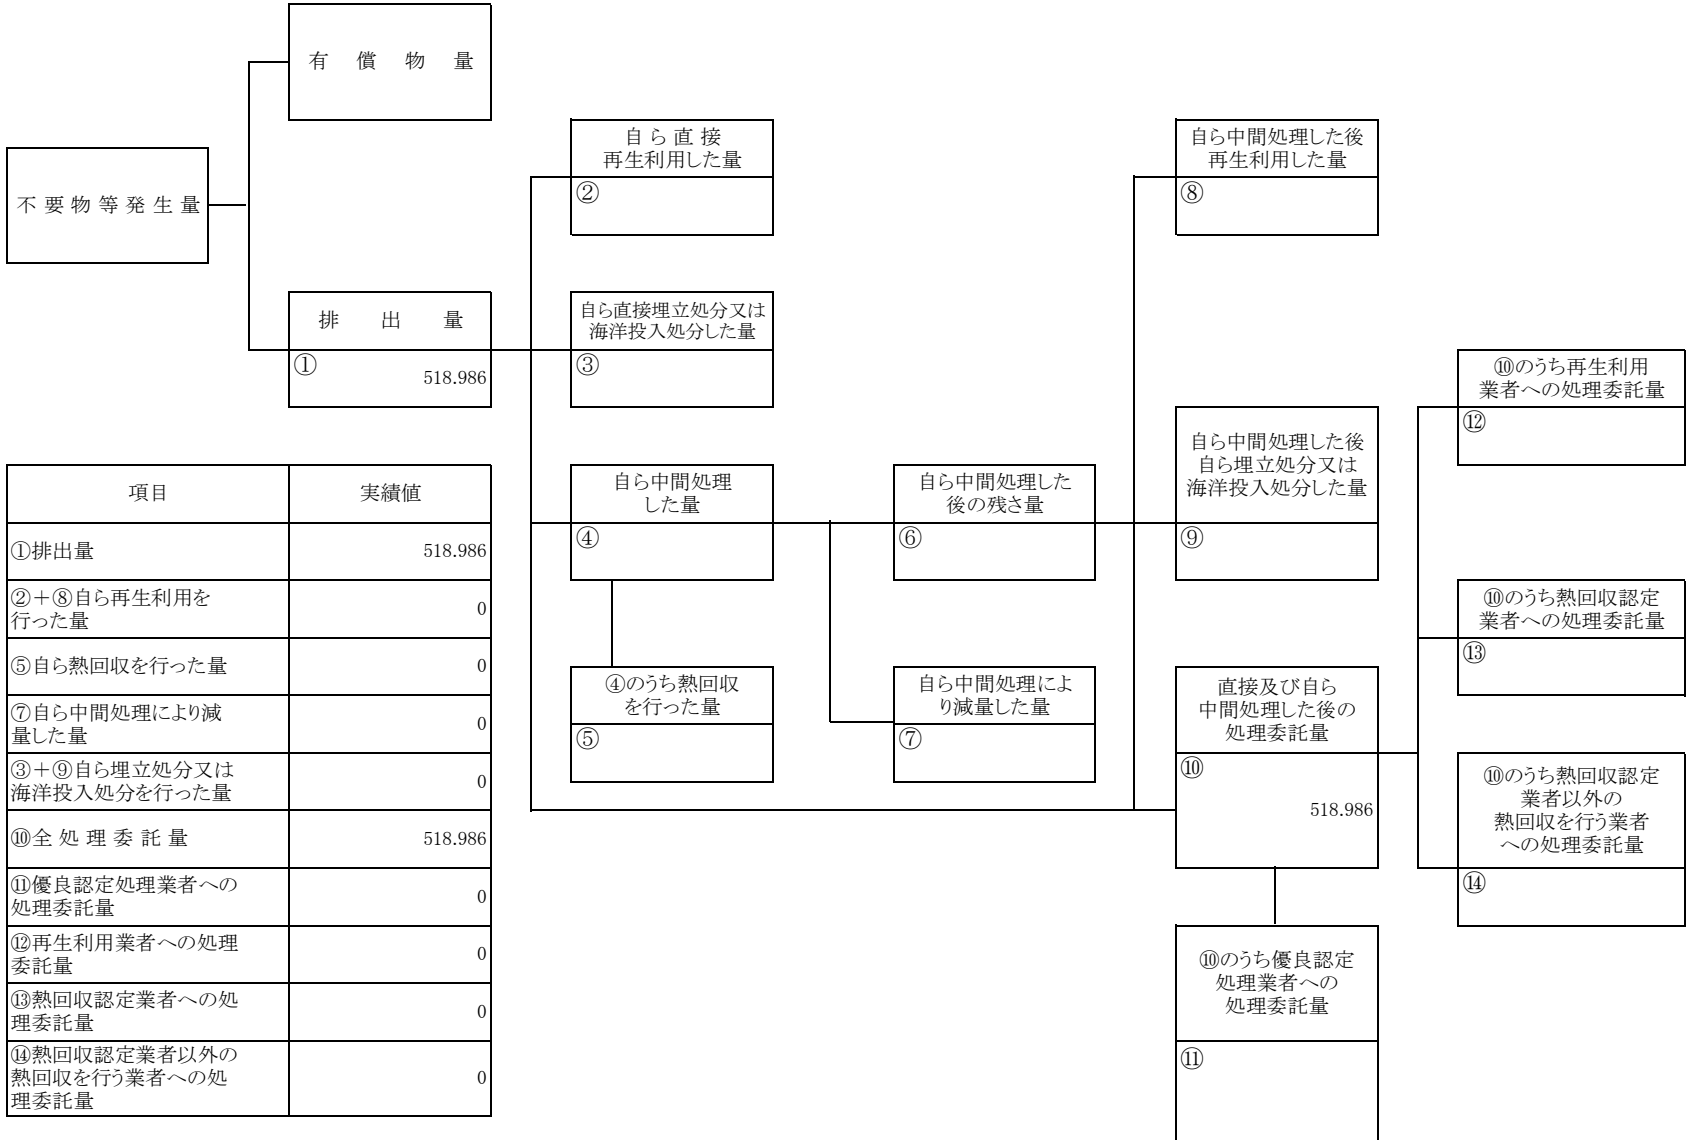 有償物量
不要物等発生量
排出量
①
518.986
自ら直接
再生利用した量
②
自ら直接埋立処分又は
海洋投入処分した量
③
自ら中間処理
した量
④
④のうち熱回収
を行った量
⑤
自ら中間処理した
後の残さ量
⑥
自ら中間処理によ
り減量した量
⑦
自ら中間処理した後
再生利用した量
⑧
自ら中間処理した後
自ら埋立処分又は
海洋投入処分した量
⑨
直接及び自ら
中間処理した後の
処理委託量
⑩
518.986
⑩のうち優良認定
処理業者への
処理委託量
⑪
⑩のうち再生利用
業者への処理委託量
⑫
⑩のうち熱回収認定
業者への処理委託量
⑬
⑩のうち熱回収認定
業者以外の
熱回収を行う業者
への処理委託量
⑭
項目 実績値
①排出量 518.986
②＋⑧自ら再生利用を
行った量 0
⑤自ら熱回収を行った量 0
⑦自ら中間処理により減
量した量 0
③＋⑨自ら埋立処分又は
海洋投入処分を行った量 0
⑩全処理委託量 518.986
⑪優良認定処理業者への
処理委託量 0
⑫再生利用業者への処理
委託量 0
⑬熱回収認定業者への処
理委託量 0
⑭熱回収認定業者以外の
熱回収を行う業者への処
理委託量 0